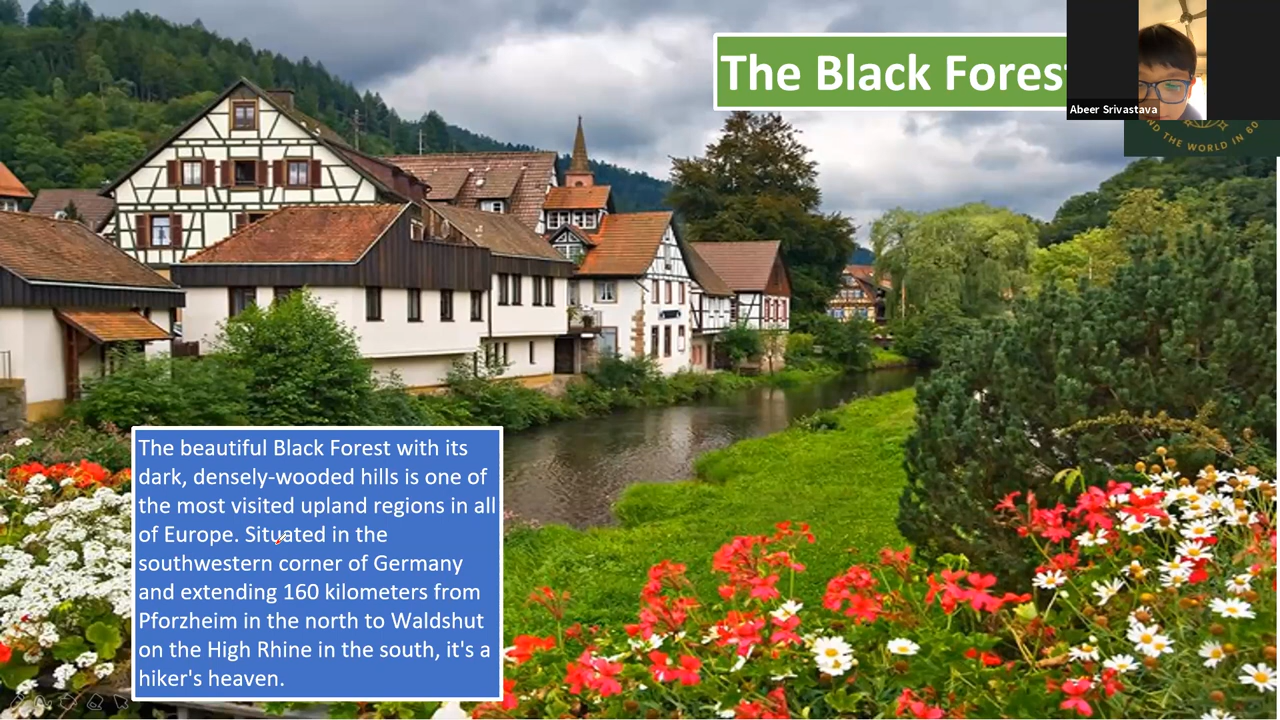 The Black Fores
Abeer Srivastava
ND THE WORLD IN 60
The beautiful Black Forest with its
dark, densely-wooded hills is one of
the most visited upland regions in all
of Europe. Situated in the
southwestern corner of Germany
and extending 160 kilometers from
Pforzheim in the north to Waldshut
on the High Rhine in the south, it's a
hiker's heaven.